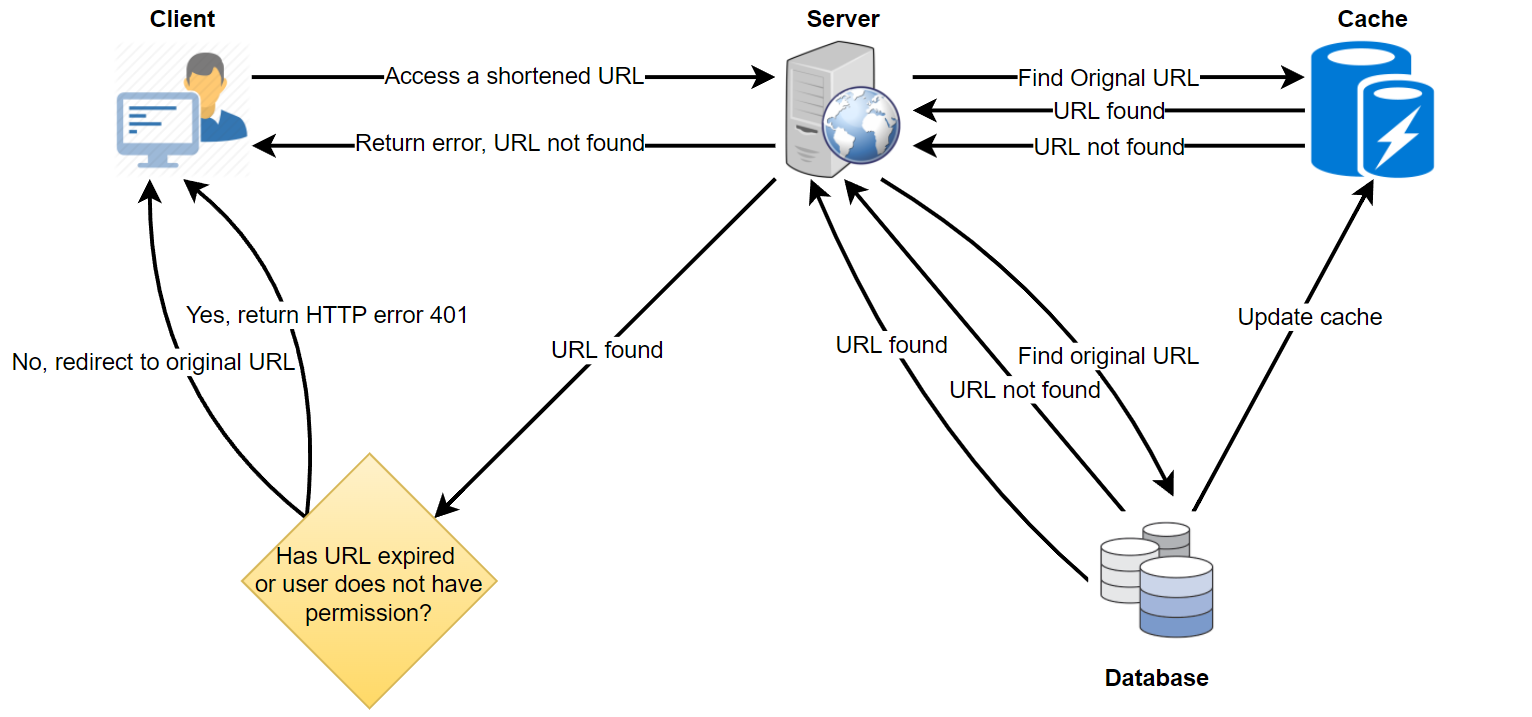 Client
Server
Cache
Access a shortened URL
Find Orignal URL
URL found
Return error, URL not found
URL not found
Yes, return HTTP error 401
Update cache
No, redirect to original URL
URL found
URL found
Find original URL
URL not found
Has URL expired
or user does not have
permission?
Database